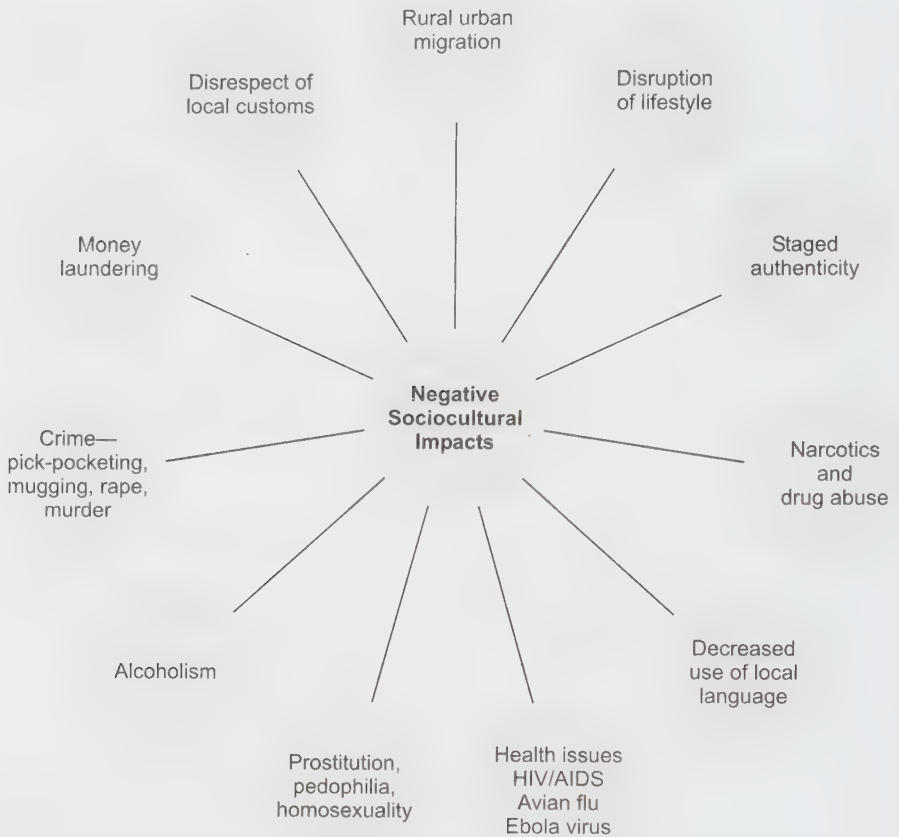 Rural urban
migration
Disruption
of lifestyle
Staged
authenticity
Narcotics
and
drug abuse
Decreased
use of local
language
Health issues
HIV/AIDS
Avian flu
Ebola virus
Prostitution,
pedophilia,
homosexuality
Alcoholism
Crime—
pick-pocketing,
mugging, rape,
murder
Money
laundering
Disrespect of
local customs
Negative
Sociocultural
Impacts